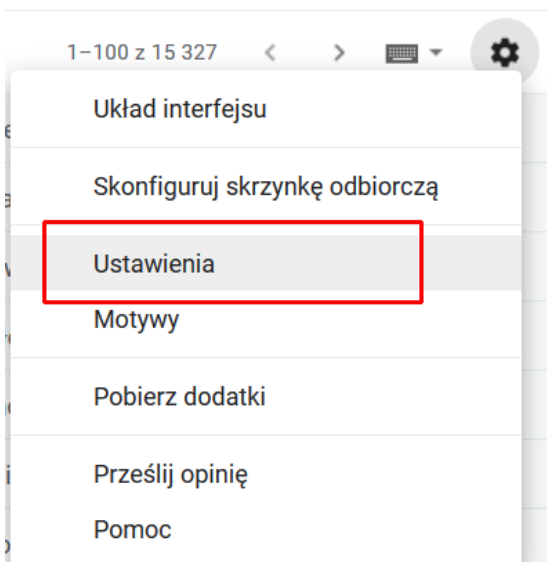 1–100 z 15 327
Układ interfejsu
Skonfiguruj skrzynkę odbiorczą
Ustawienia
Motywy
Pobierz dodatki
Prześlij opinię
Pomoc